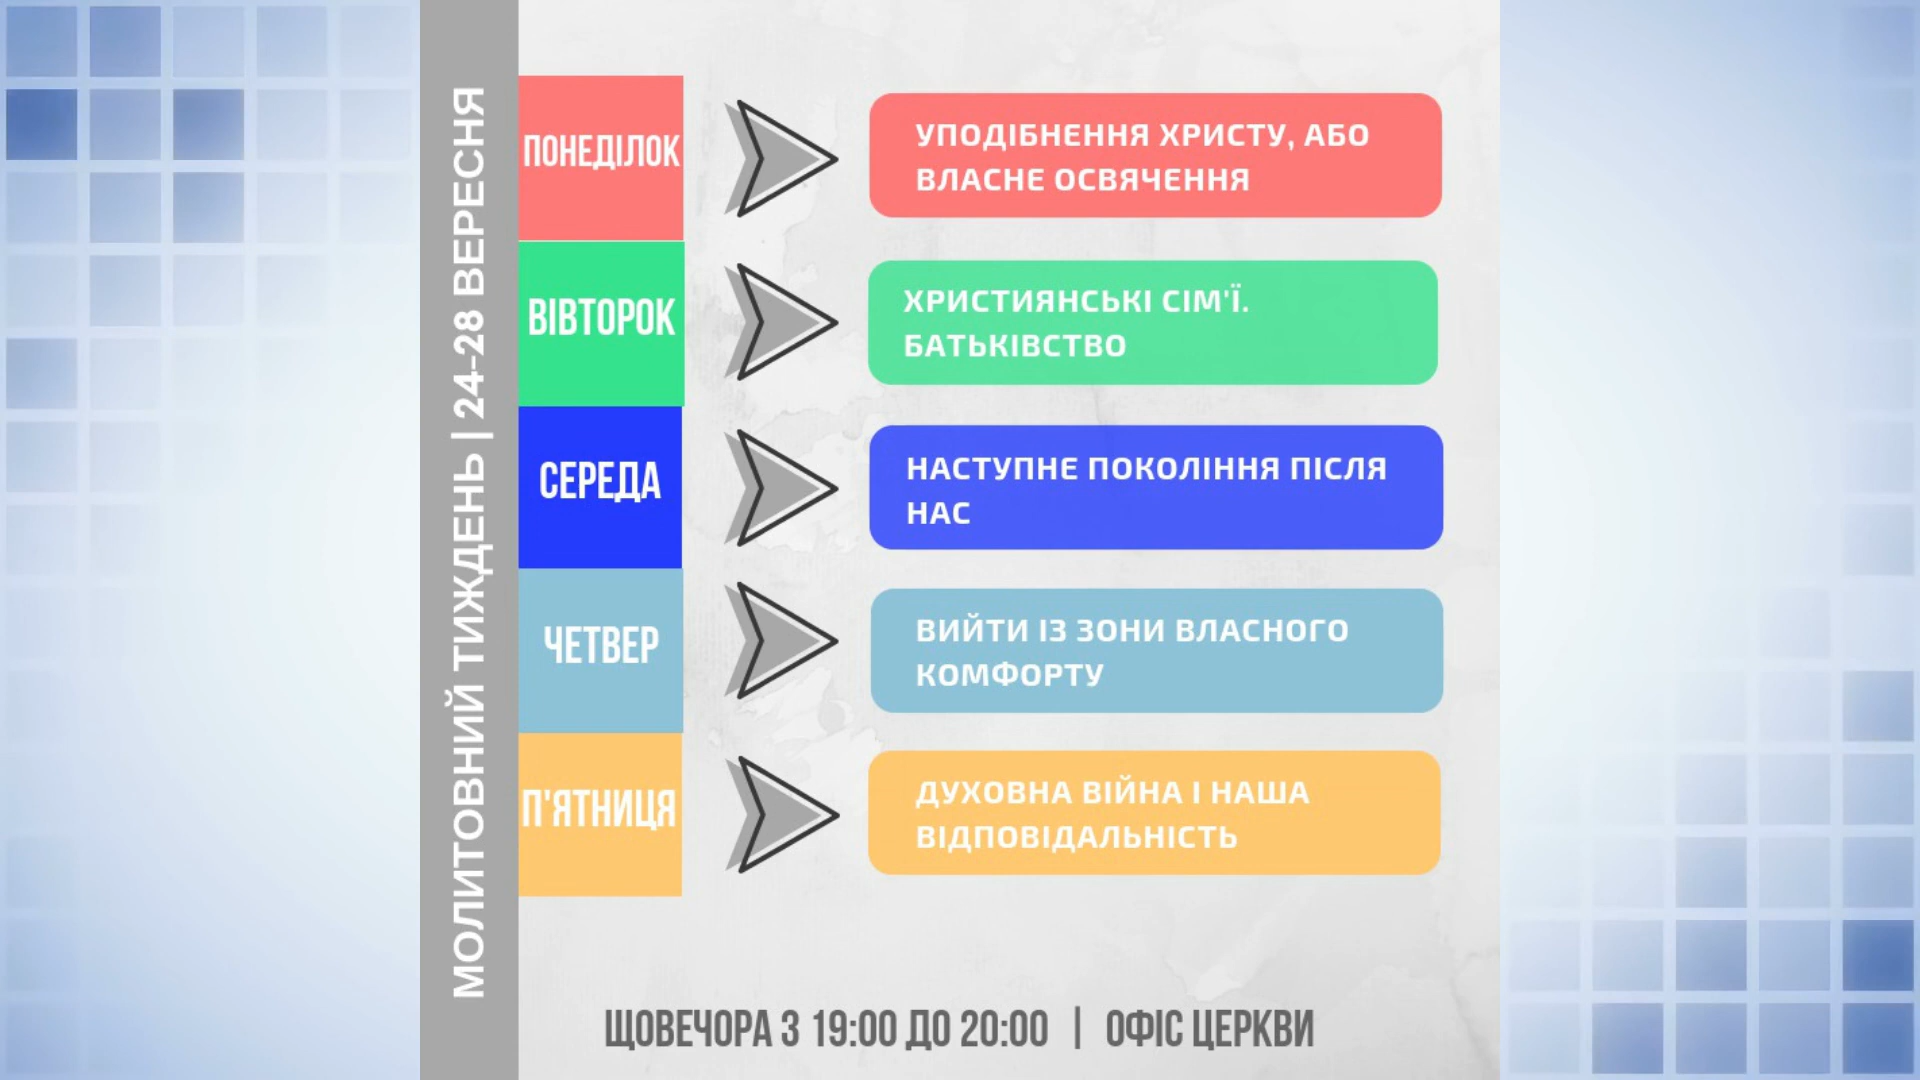 МОЛИТОВНИЙ ТИЖДЕНЬ | 24-28 ВЕРЕСНЯ
ПОНЕДІЛОК
УПОДІБНЕННЯ ХРИСТУ, АБО
ВЛАСНЕ ОСВЯЧЕННЯ
ВІВТОРОК
ХРИСТИЯНСЬКІ СІМ'Ї.
БАТЬКІВСТВО
СЕРЕДА
НАСТУПНЕ ПОКОЛІННЯ ПІСЛЯ
НАС
ЧЕТВЕР
ВИЙТИ ІЗ ЗОНИ ВЛАСНОГО
КОМФОРТУ
П'ЯТНИЦЯ
ДУХОВНА ВІЙНА І НАША
ВІДПОВІДАЛЬНІСТЬ
ЩОВЕЧОРА З 19:00 ДО 20:00 | ОФІС ЦЕРКВИ